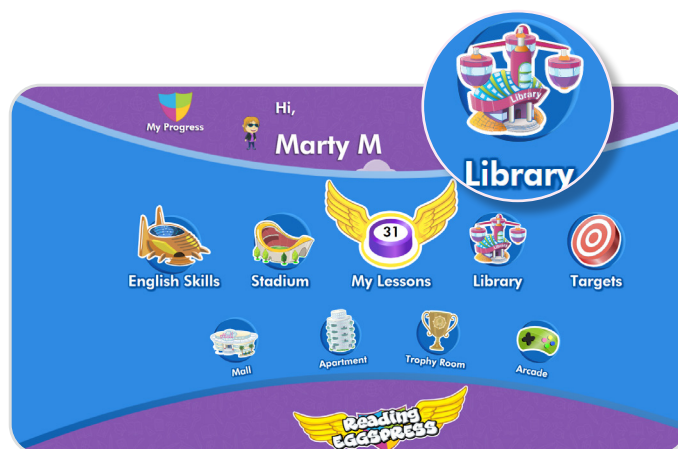 Library
Library
My Progress
Hi,
Marty M
31
English Skills
Stadium
My Lessons
Library
Targets
Mall
Apartment
Trophy Room
Arcade
Reading
EGGSPRESS